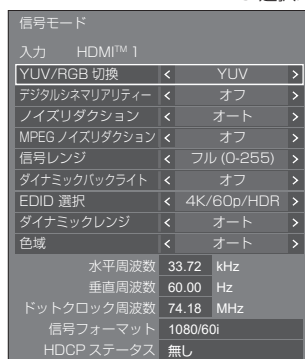 信号モード
入力 HDMI™ 1
YUV/RGB 切換 < YUV >
デジタルシネマリアリティー < オフ >
ノイズリダクション < オート >
MPEG ノイズリダクション < オフ >
信号レンジ < フル (0-255) >
ダイナミックバックライト < オフ >
EDID 選択 < 4K/60p/HDR >
ダイナミックレンジ < オート >
色域 < オート >
水平周波数 33.72 kHz
垂直周波数 60.00 Hz
ドットクロック周波数 74.18 MHz
信号フォーマット 1080/60i
HDCP ステータス 無し